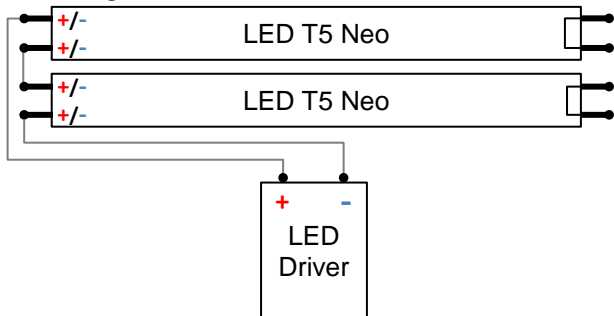 +/-
LED T5 Neo
+/-
+/-
LED T5 Neo
+/-
+ -
LED
Driver